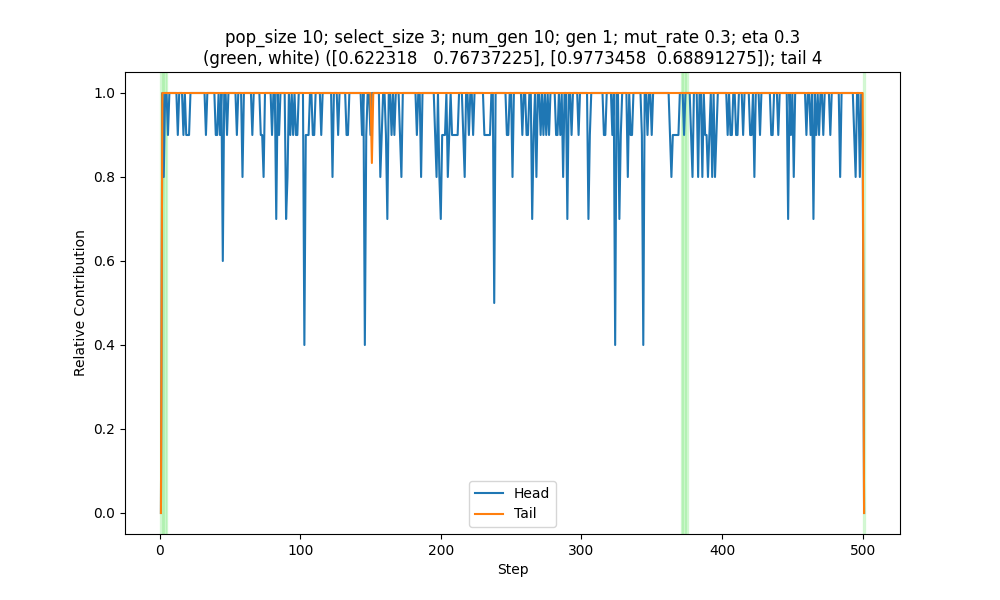 pop_size 10; select_size 3; num_gen 10; gen 1; mut_rate 0.3; eta 0.3
(green, white) ([0.622318   0.76737225], [0.9773458  0.68891275]); tail 4
1.0
0.8
0.6
0.4
0.2
0.0
Relative Contribution
Head
Tail
0
100
200
300
400
500
Step